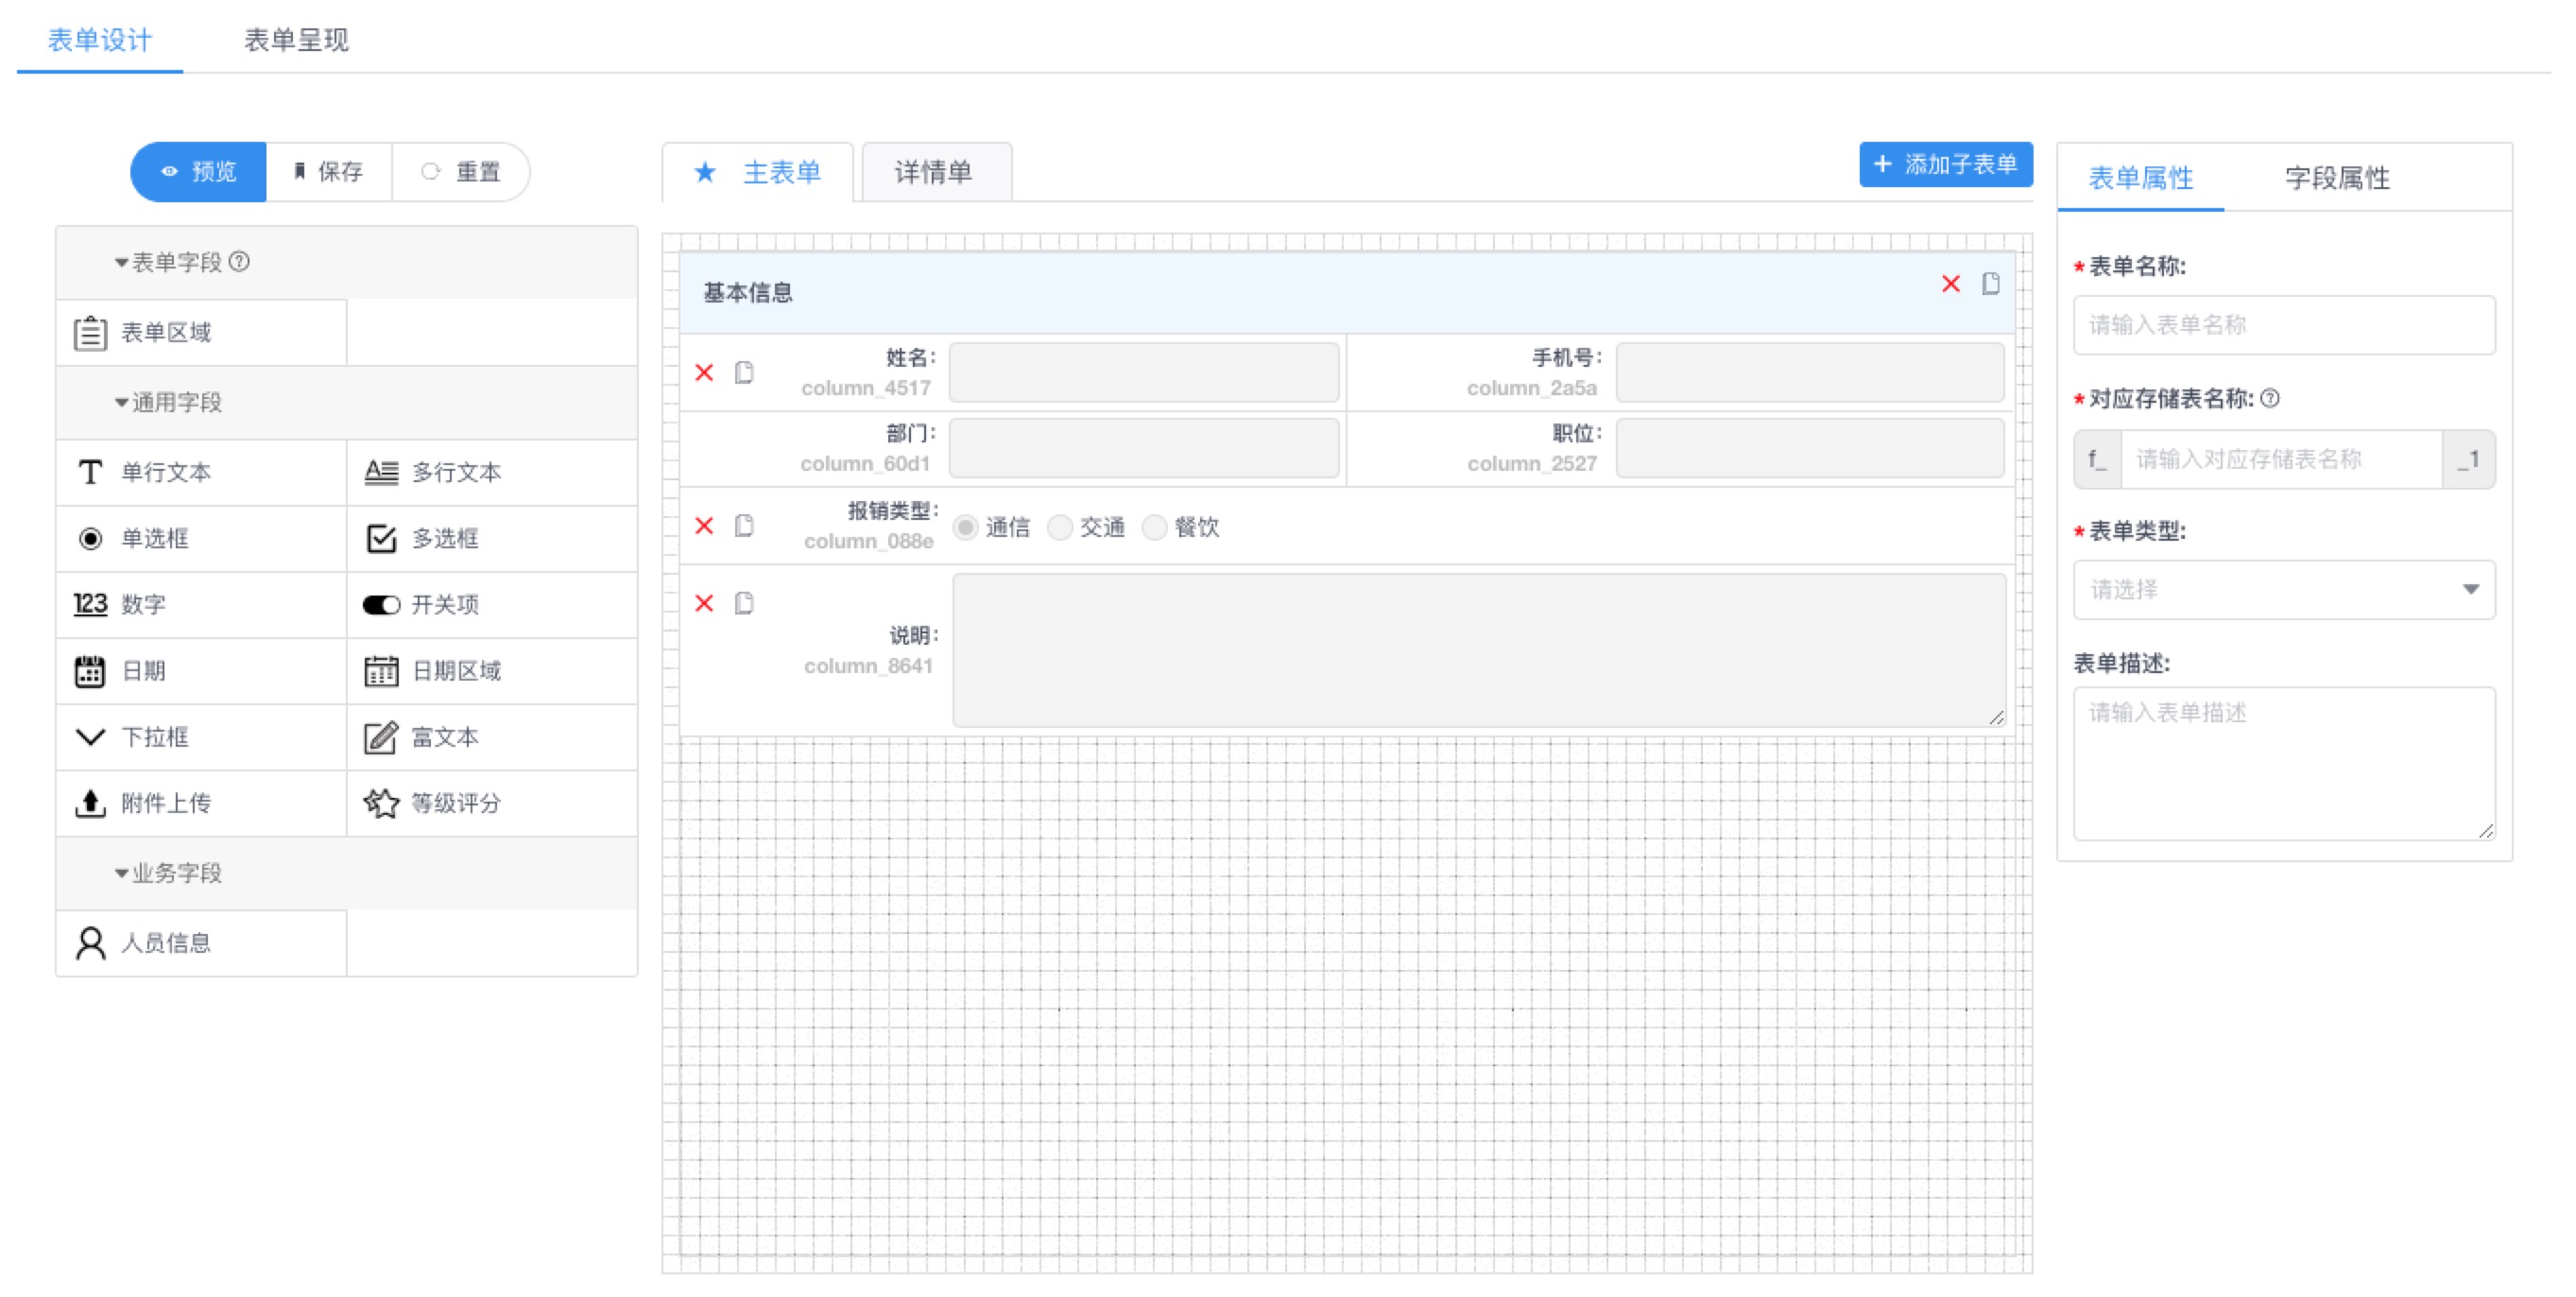 表单设计 表单呈现
预览 保存 重置
表单字段
表单区域
通用字段
单行文本 多行文本
单选框 多选框
123 数字 开关项
日期 日期区域
下拉框 富文本
附件上传 等级评分
业务字段
人员信息
主表单 详情单 + 添加子表单
基本信息
姓名: 手机号:
column_4517 column_2a5a
部门: 职位:
column_60d1 column_2527
报销类型: 通信 交通 餐饮
column_088e
说明:
column_8641
表单属性 字段属性
*表单名称:
请输入表单名称
*对应存储表名称:
f_ 请输入对应存储表名称 _1
*表单类型:
请选择
表单描述:
请输入表单描述